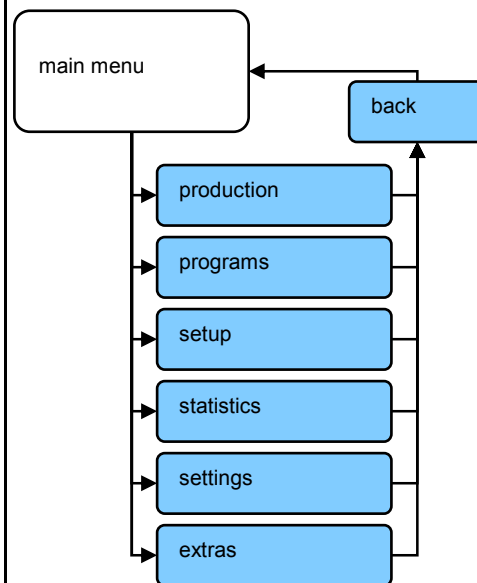 main menu
back
production
programs
setup
statistics
settings
extras